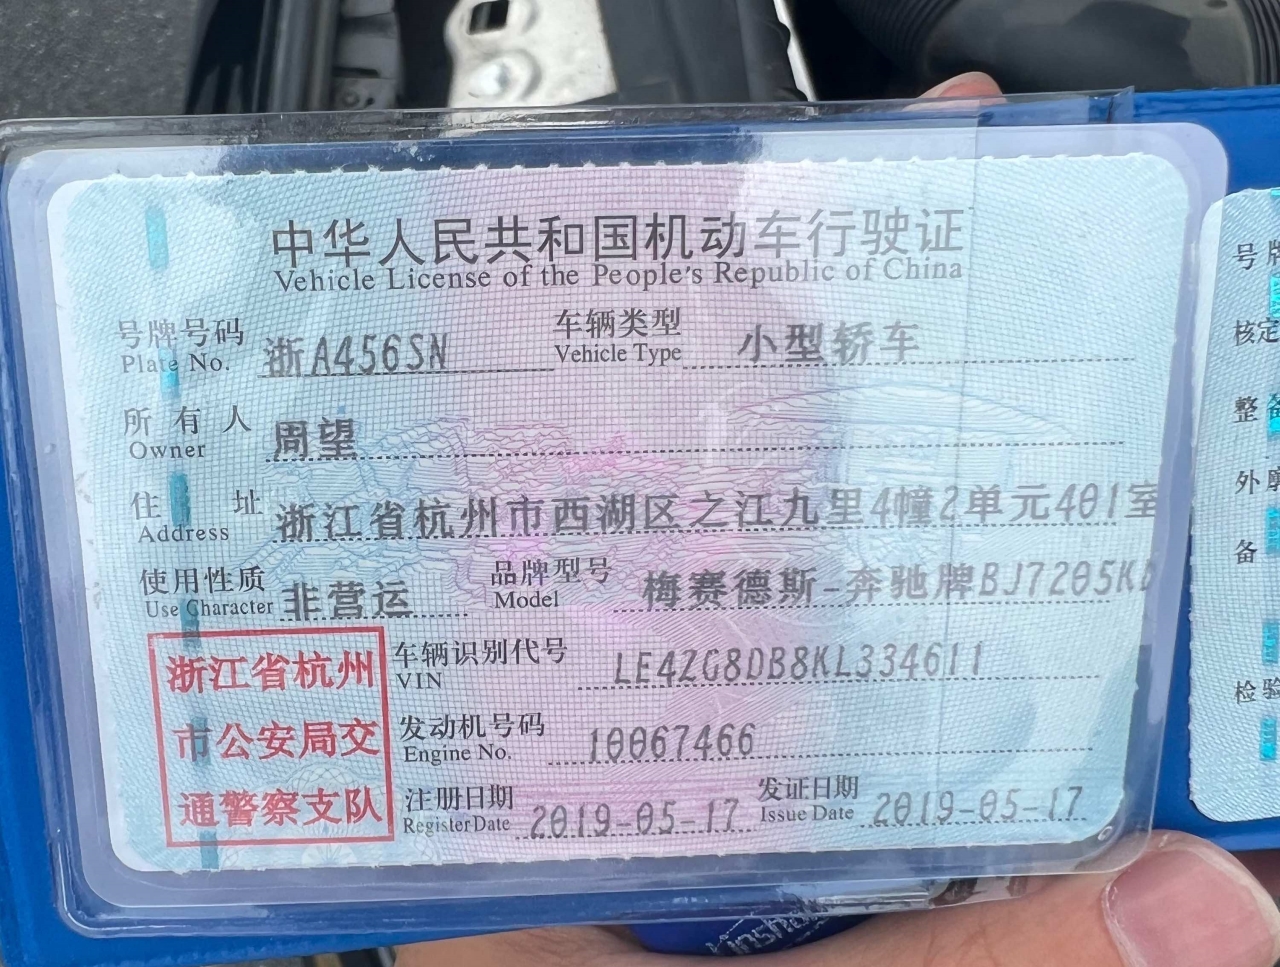 中华人民共和国机动车行驶证
Vehicle License of the People's Republic of China
号牌号码 浙A456SN 车辆类型 小型轿车
Plate No. Vehicle Type
所有人 周望
Owner
住址 浙江省杭州市西湖区之江九里4幢2单元401室
Address
使用性质 非营运 品牌型号 梅赛德斯-奔驰牌BJ7205K
Use Character Model
浙江省杭州
市公安局交
通警察支队
车辆识别代号 LE4ZG8DB8KL334611
VIN
发动机号码 10067466
Engine No.
注册日期 2019-05-17 发证日期 2019-05-17
Register Date Issue Date
号牌
核定
整备
外廓
备
检验